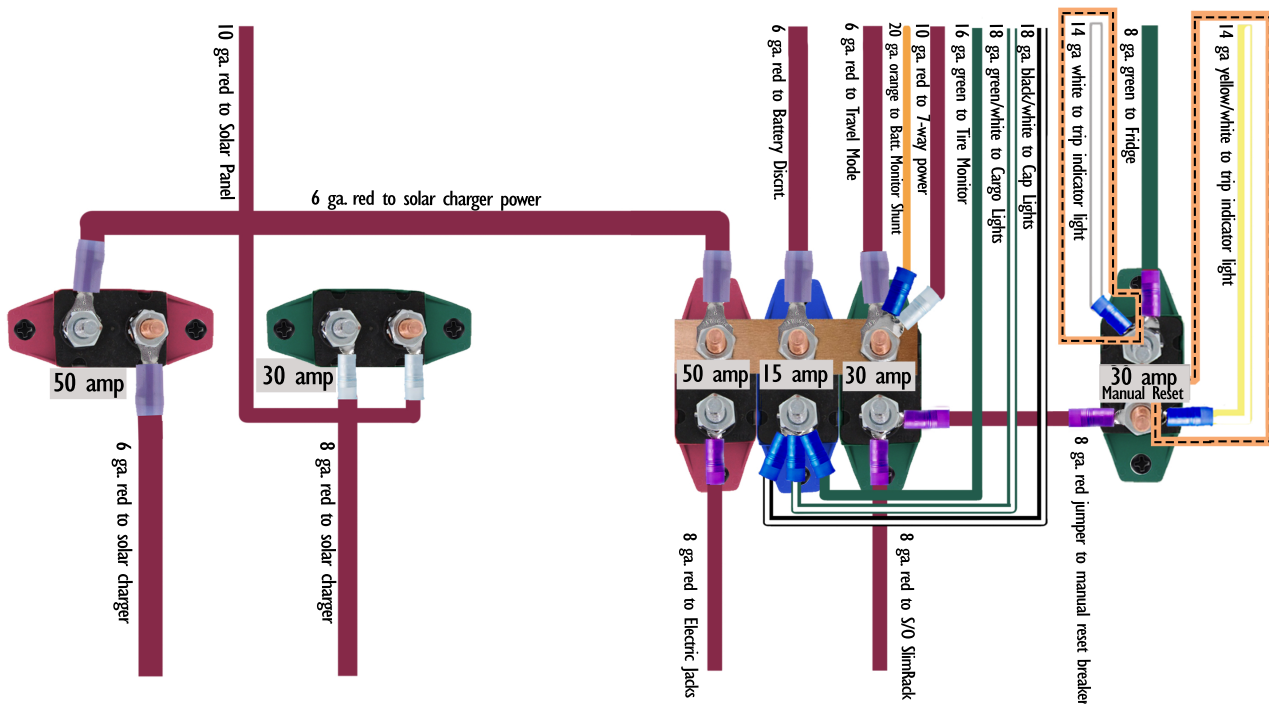 10 ga. red to Solar Panel
6 ga. red to solar charger power
6 ga. red to Battery Discnt.
6 ga. red to Travel Mode
20 ga. orange to Batt. Monitor Shunt
10 ga. red to 7-way power
16 ga. green to Tire Monitor
18 ga. green/white to Cargo Lights
18 ga. black/white to Cap Lights
14 ga white to trip indicator light
8 ga. green to Fridge
14 ga yellow/white to trip indicator light
50 amp
30 amp
50 amp
15 amp
30 amp
30 amp
Manual Reset
6 ga. red to solar charger
8 ga. red to solar charger
8 ga. red to Electric Jacks
8 ga. red to S/O SlimRack
8 ga. red jumper to manual reset breaker